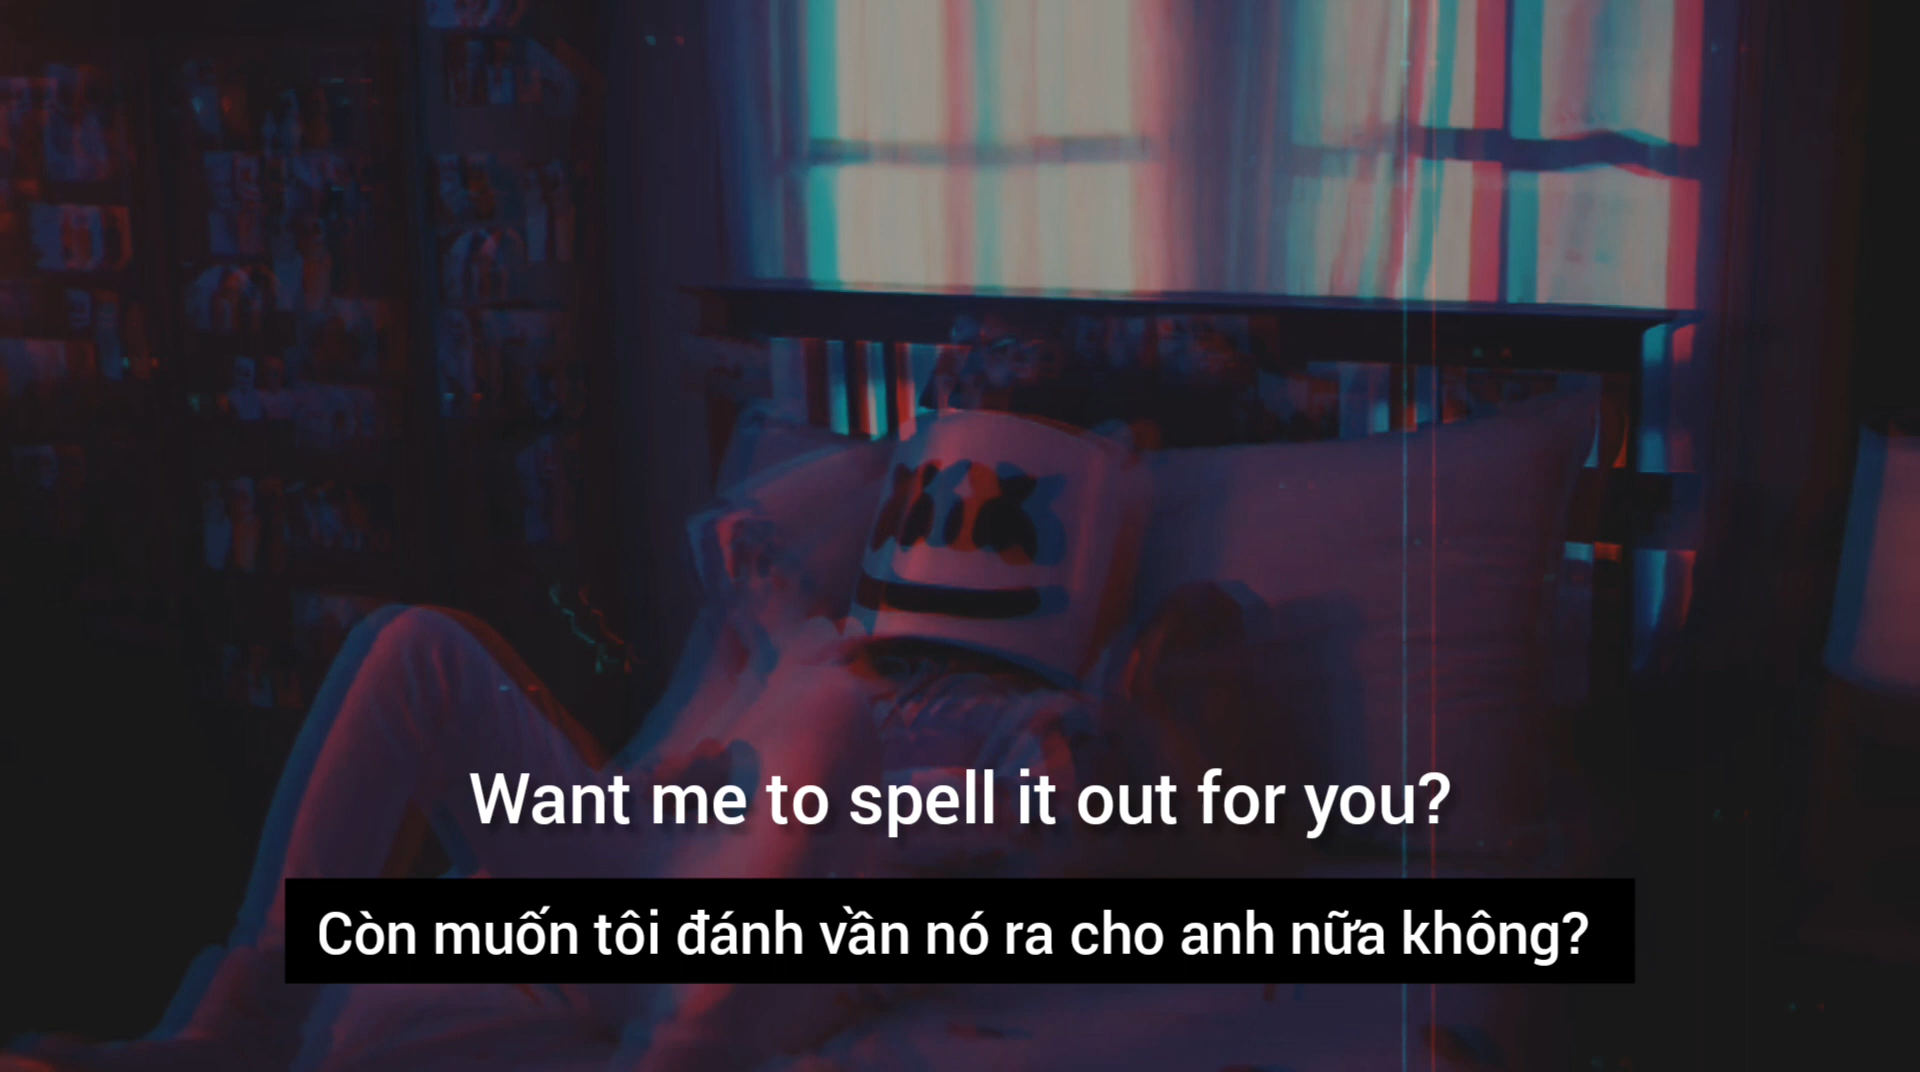 Want me to spell it out for you?
Còn muốn tôi đánh vần nó ra cho anh nữa không?